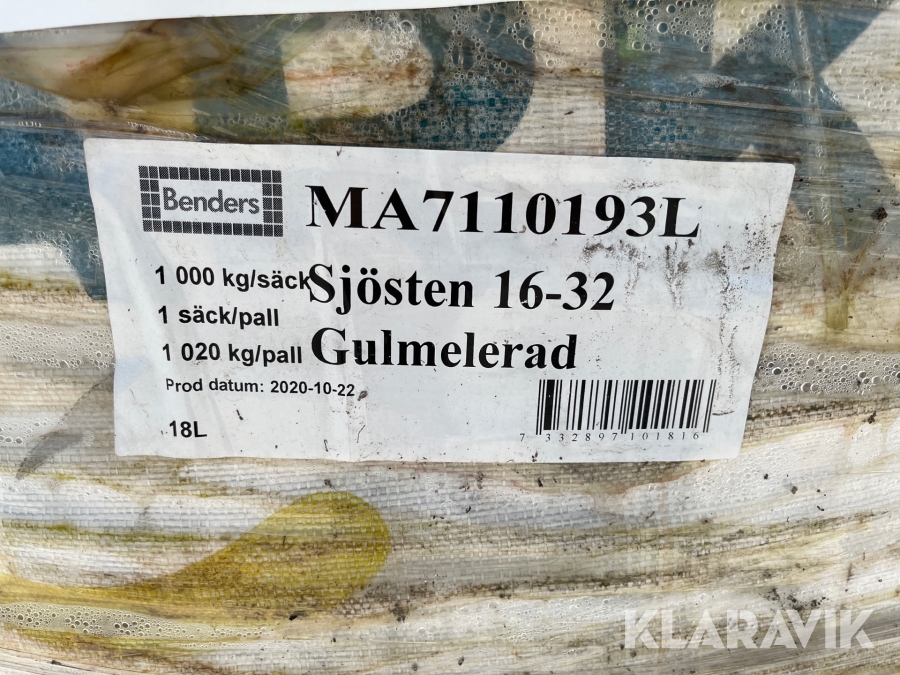 KLARAVIK
Benders
MA7110193L
1 000 kg/säck
Sjösten 16-32
1 säck/pall
1 020 kg/pall
Gulmelerad
Prod datum: 2020-10-22
18L
7 332897 101816
KLARAVIK